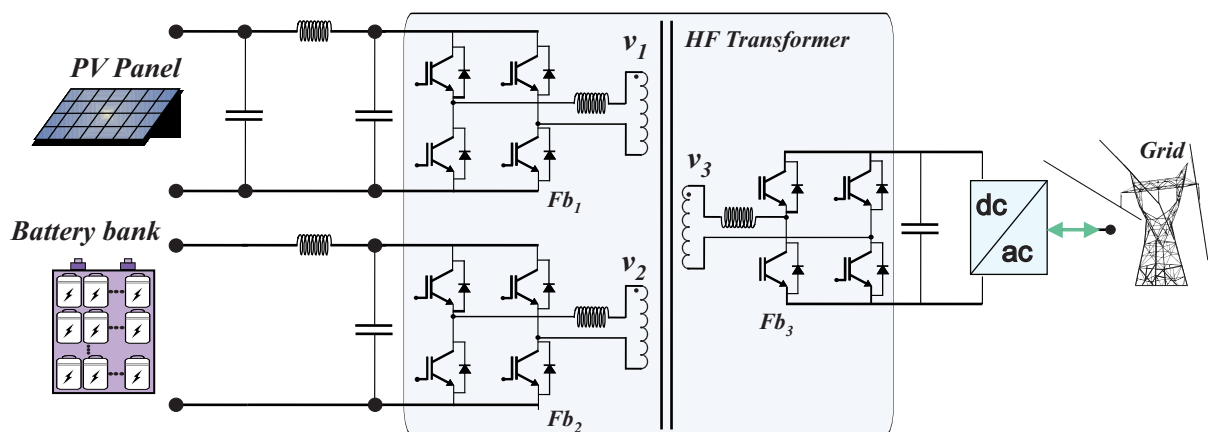 PV Panel
v1
HF Transformer
Fb1
v3
Grid
dc
ac
Battery bank
v2
Fb3
Fb2